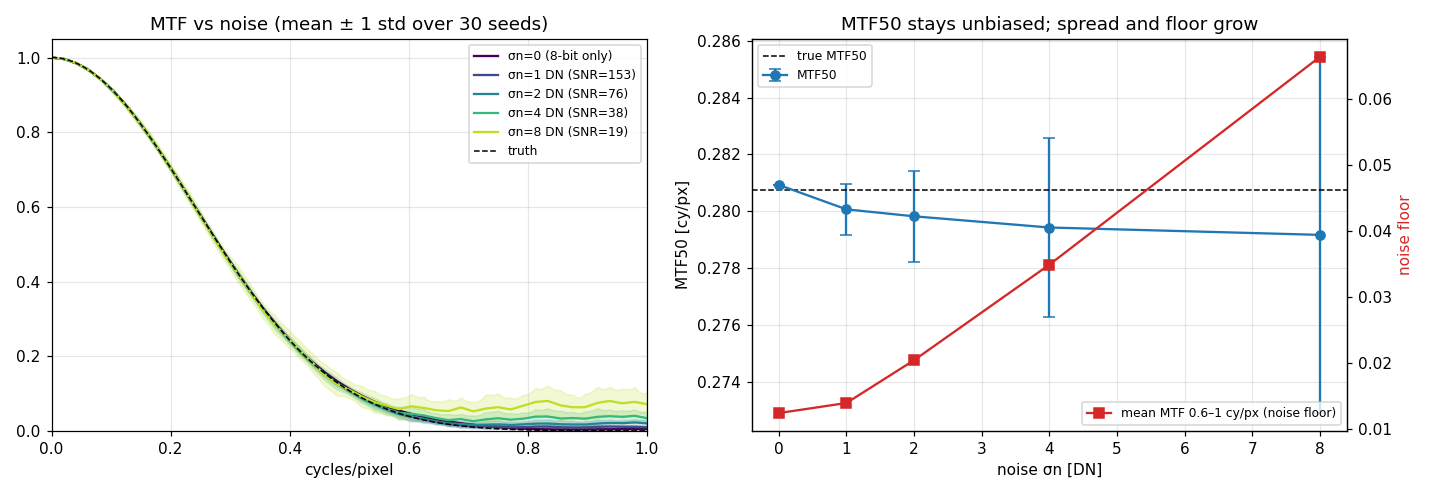 MTF vs noise (mean ± 1 std over 30 seeds)
1.0
0.8
0.6
0.4
0.2
0.0
0.0 0.2 0.4 0.6 0.8 1.0
cycles/pixel
σn=0 (8-bit only)
σn=1 DN (SNR=153)
σn=2 DN (SNR=76)
σn=4 DN (SNR=38)
σn=8 DN (SNR=19)
truth
MTF50 stays unbiased; spread and floor grow
MTF50 [cy/px]
0.286
0.284
0.282
0.280
0.278
0.276
0.274
true MTF50
MTF50
0 1 2 3 4 5 6 7 8
noise σn [DN]
0.06
0.05
0.04
0.03
0.02
0.01
noise floor
mean MTF 0.6–1 cy/px (noise floor)